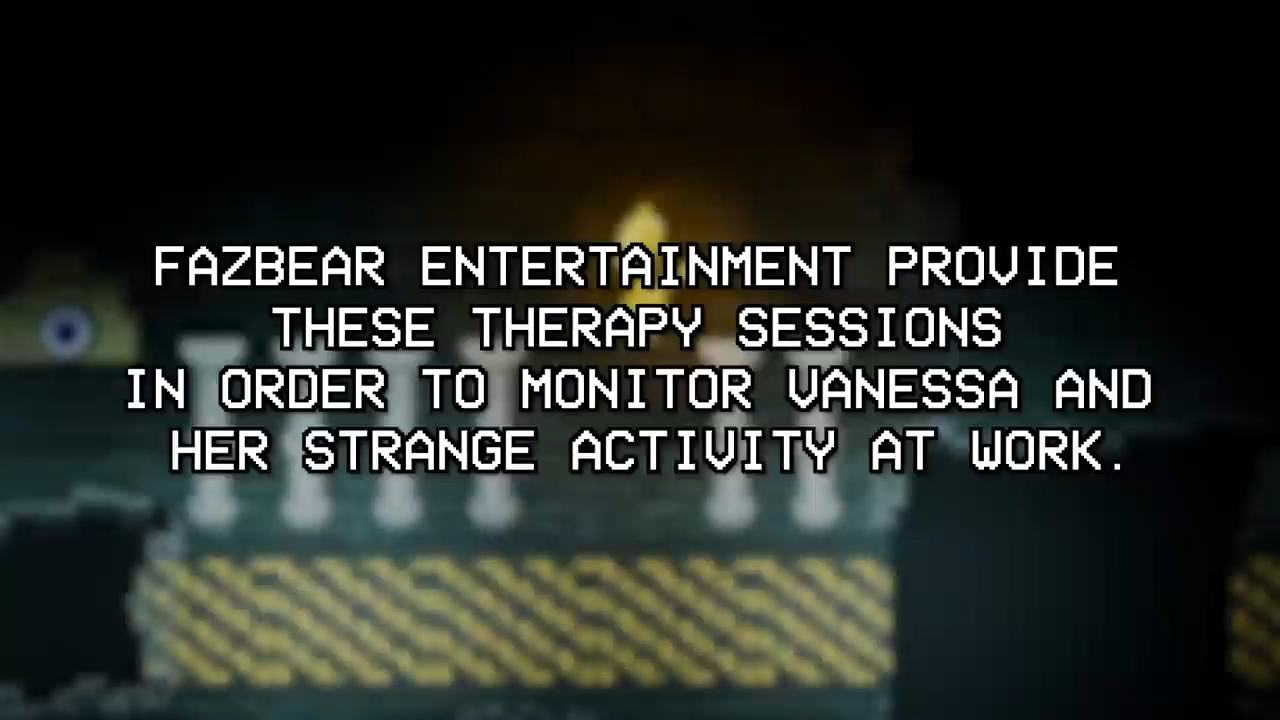 FAZBEAR ENTERTAINMENT PROVIDE
THESE THERAPY SESSIONS
IN ORDER TO MONITOR VANESSA AND
HER STRANGE ACTIVITY AT WORK.